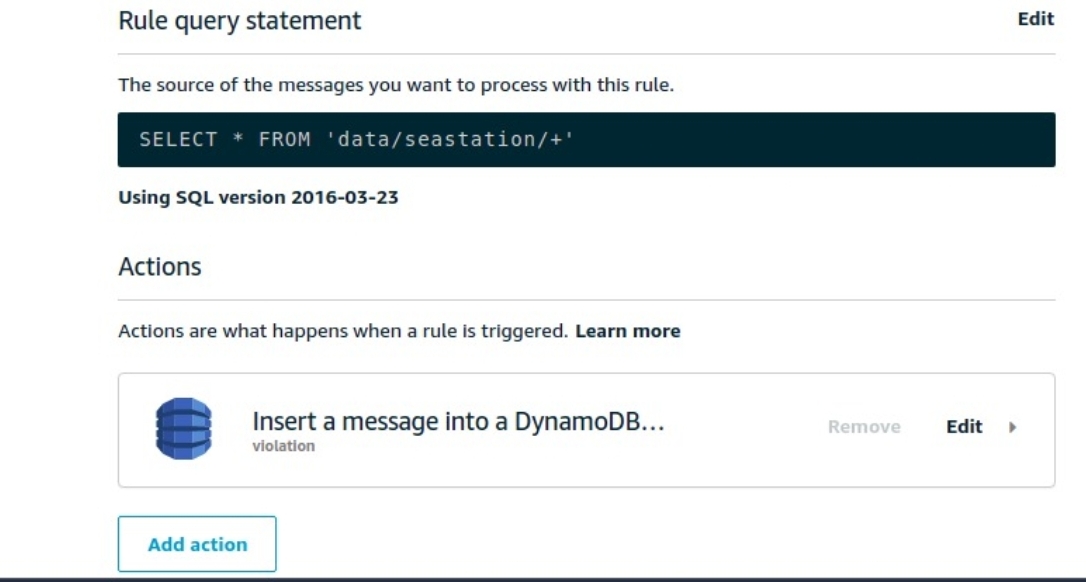 Rule query statement
Edit
The source of the messages you want to process with this rule.
SELECT * FROM 'data/seastation/+'
Using SQL version 2016-03-23
Actions
Actions are what happens when a rule is triggered. Learn more
Insert a message into a DynamoDB...
violation
Remove
Edit
Add action